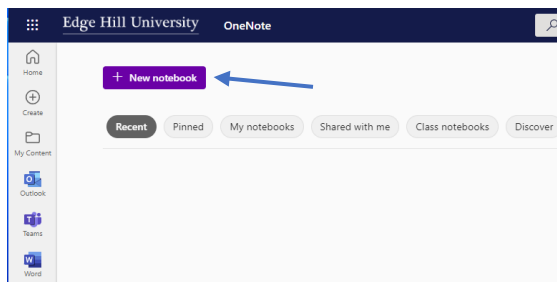 Edge Hill University OneNote
Home
+ New notebook
Create
Recent Pinned My notebooks Shared with me Class notebooks Discover
My Content
Outlook
Teams
Word